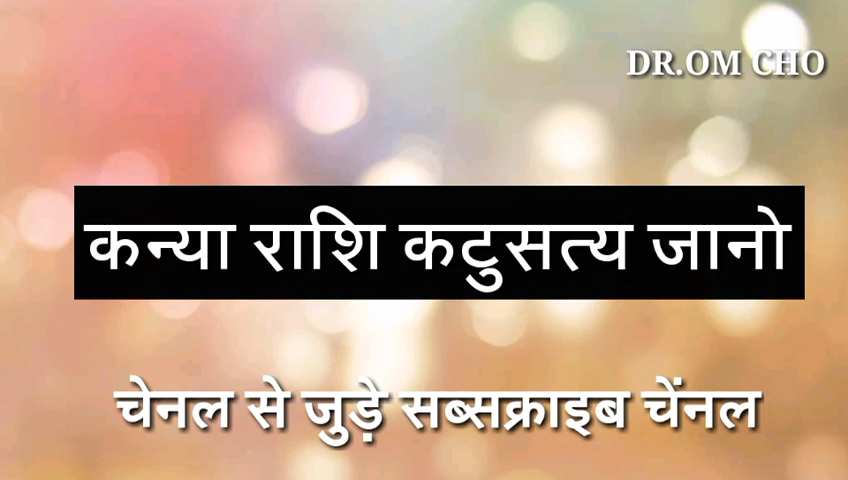 DR.OM CHO
कन्या राशि कटुसत्य जानो
चेनल से जुड़े सब्सक्राइब चेंनल